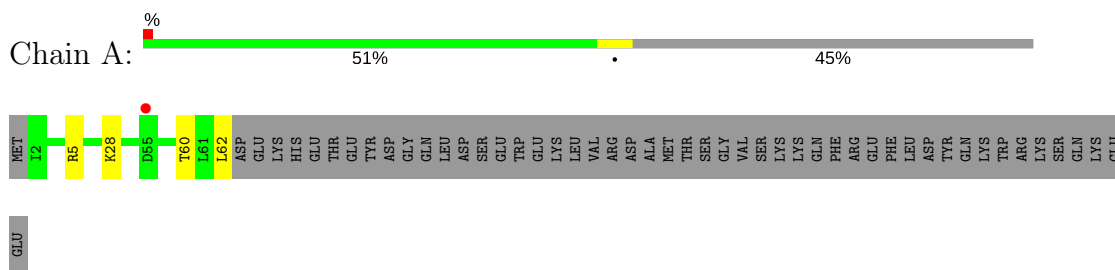 %
Chain A:
51% • 45%
MET I2 R5 K28 D55 T60 L61 L62 ASP GLU LYS HIS GLU THR GLU TYR ASP GLY GLN LEU ASP SER GLU TRP GLU LYS LEU VAL ARG ASP ALA MET THR SER GLY VAL SER LYS LYS GLN PHE ARG GLU PHE LEU ASP TYR GLN LYS TRP ARG LYS SER GLN LYS GLU
GLU